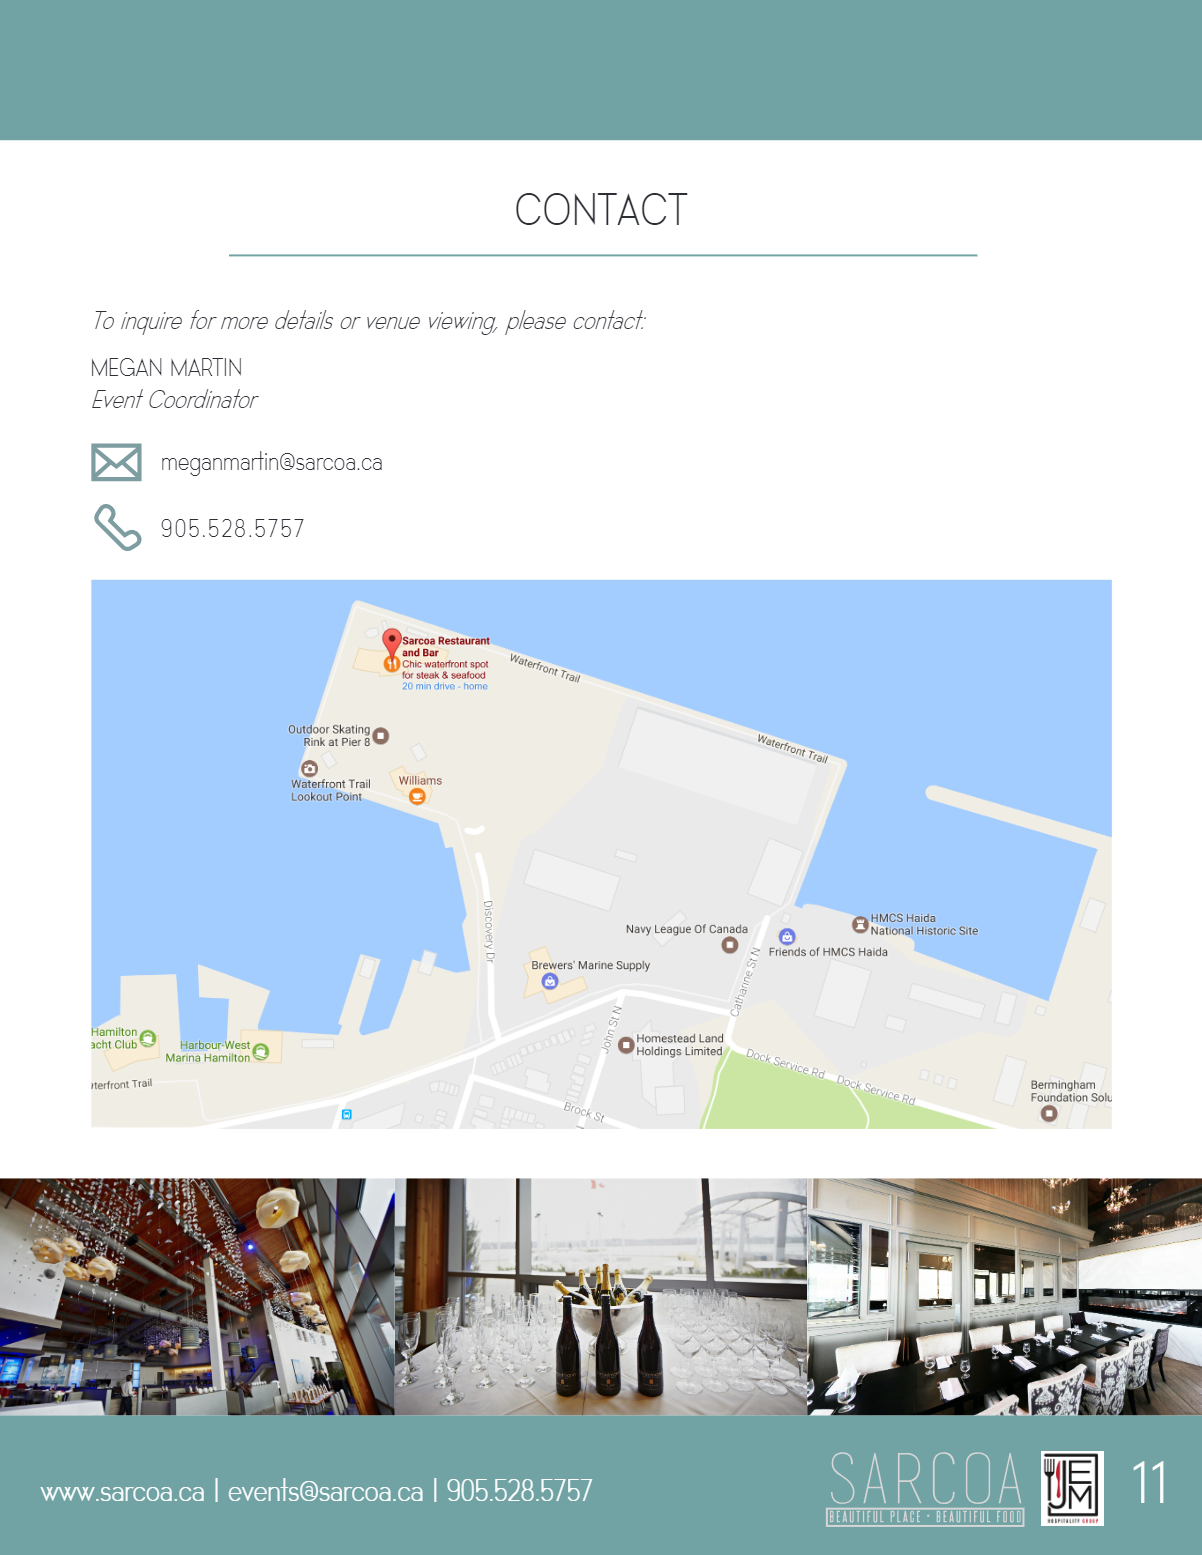 CONTACT
To inquire for more details or venue viewing, please contact:
MEGAN MARTIN
Event Coordinator
meganmartin@sarcoa.ca
905.528.5757
Sarcoa Restaurant
and Bar
Chic waterfront spot
for steak & seafood
20 min drive - home
Waterfront Trail
Outdoor Skating
Rink at Pier 8
Waterfront Trail
Waterfront Trail
Lookout Point
Williams
Discovery Dr
Navy League Of Canada
HMCS Haida
National Historic Site
Friends of HMCS Haida
Brewers' Marine Supply
Catharine St N
John St N
Hamilton
acht Club
Harbour-West
Marina Hamilton
Homestead Land
Holdings Limited
Dock Service Rd
Dock Service Rd
terfront Trail
Brock St
Bermingham
Foundation Solu
www.sarcoa.ca | events@sarcoa.ca | 905.528.5757
SARCOA
BEAUTIFUL PLACE • BEAUTIFUL FOOD
JEM
HOSPITALITY GROUP
11